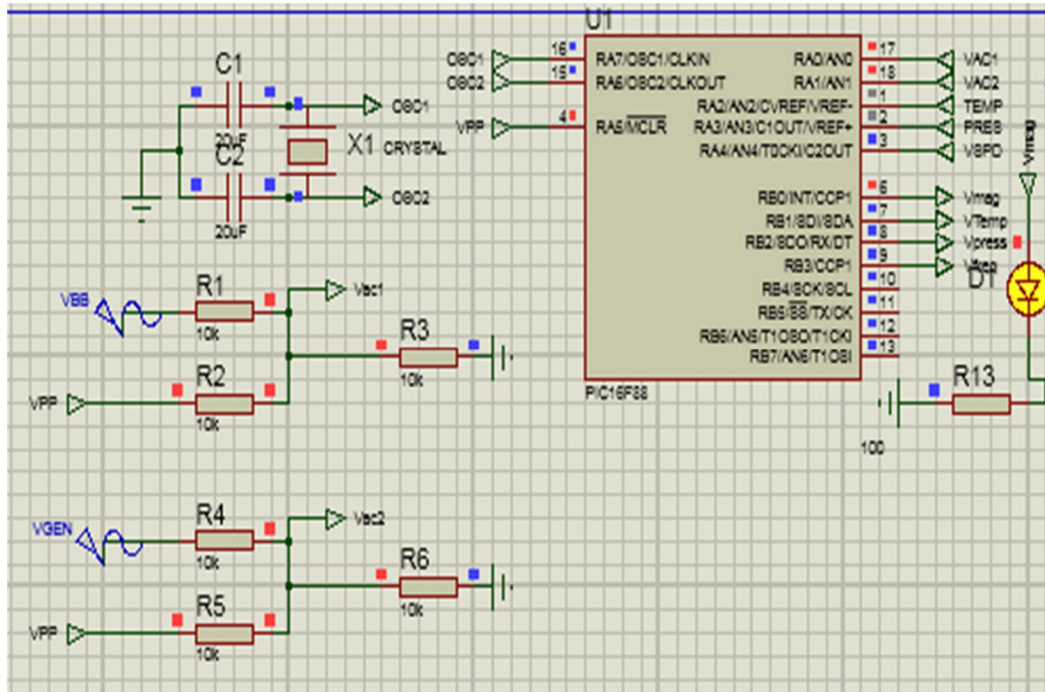 U1
C1
20uF
C2
20uF
X1
CRYSTAL
OSC1
OSC2
OSC1
OSC2
VPP
16
15
4
RA7/OSC1/CLKIN
RA6/OSC2/CLKOUT
RA5/MCLR
RA0/AN0
RA1/AN1
RA2/AN2/CVREF/VREF-
RA3/AN3/C1OUT/VREF+
RA4/AN4/T0CKI/C2OUT
RB0/INT/CCP1
RB1/SDI/SDA
RB2/SDO/RX/DT
RB3/CCP1
RB4/SCK/SCL
RB5/SS/TX/CK
RB6/AN5/T1OSO/T1CKI
RB7/AN6/T1OSI
PIC16F88
17
18
1
2
3
6
7
8
9
10
11
12
13
VAC1
VAC2
TEMP
PRES
VSPD
Vmag
VTemp
Vpress
Vmag
D1
R13
100
VBB
R1
10k
Vac1
R2
10k
VPP
R3
10k
VGEN
R4
10k
Vac2
R5
10k
VPP
R6
10k